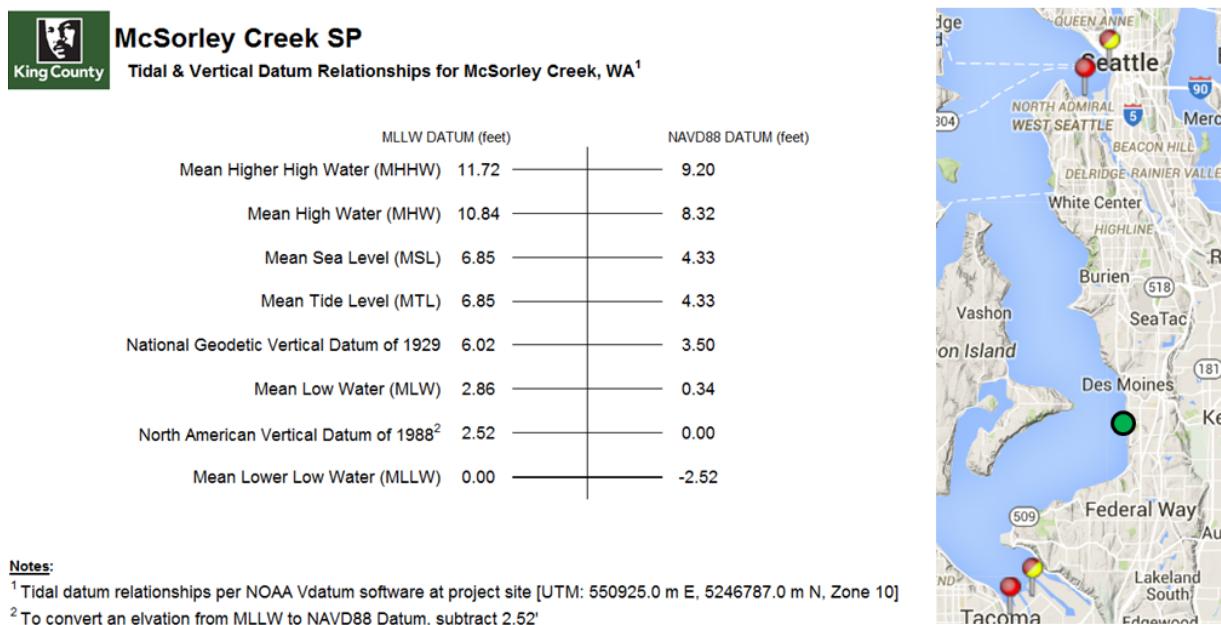 King County
McSorley Creek SP
Tidal & Vertical Datum Relationships for McSorley Creek, WA1
MLLW DATUM (feet) NAVD88 DATUM (feet)
Mean Higher High Water (MHHW) 11.72 9.20
Mean High Water (MHW) 10.84 8.32
Mean Sea Level (MSL) 6.85 4.33
Mean Tide Level (MTL) 6.85 4.33
National Geodetic Vertical Datum of 1929 6.02 3.50
Mean Low Water (MLW) 2.86 0.34
North American Vertical Datum of 19882 2.52 0.00
Mean Lower Low Water (MLLW) 0.00 -2.52
Notes:
1 Tidal datum relationships per NOAA Vdatum software at project site [UTM: 550925.0 m E, 5246787.0 m N, Zone 10]
2 To convert an elvation from MLLW to NAVD88 Datum, subtract 2.52'
QUEEN ANNE
Seattle
90
NORTH ADMIRAL
5
304
WEST SEATTLE
Merc
BEACON HILL
DELRIDGE RAINIER VALLE
White Center
HIGHLINE
Burien
518
Vashon
SeaTac
on Island
181
Des Moines
Ke
Federal Way
509
Au
Lakeland
South
Tacoma
Edgewood